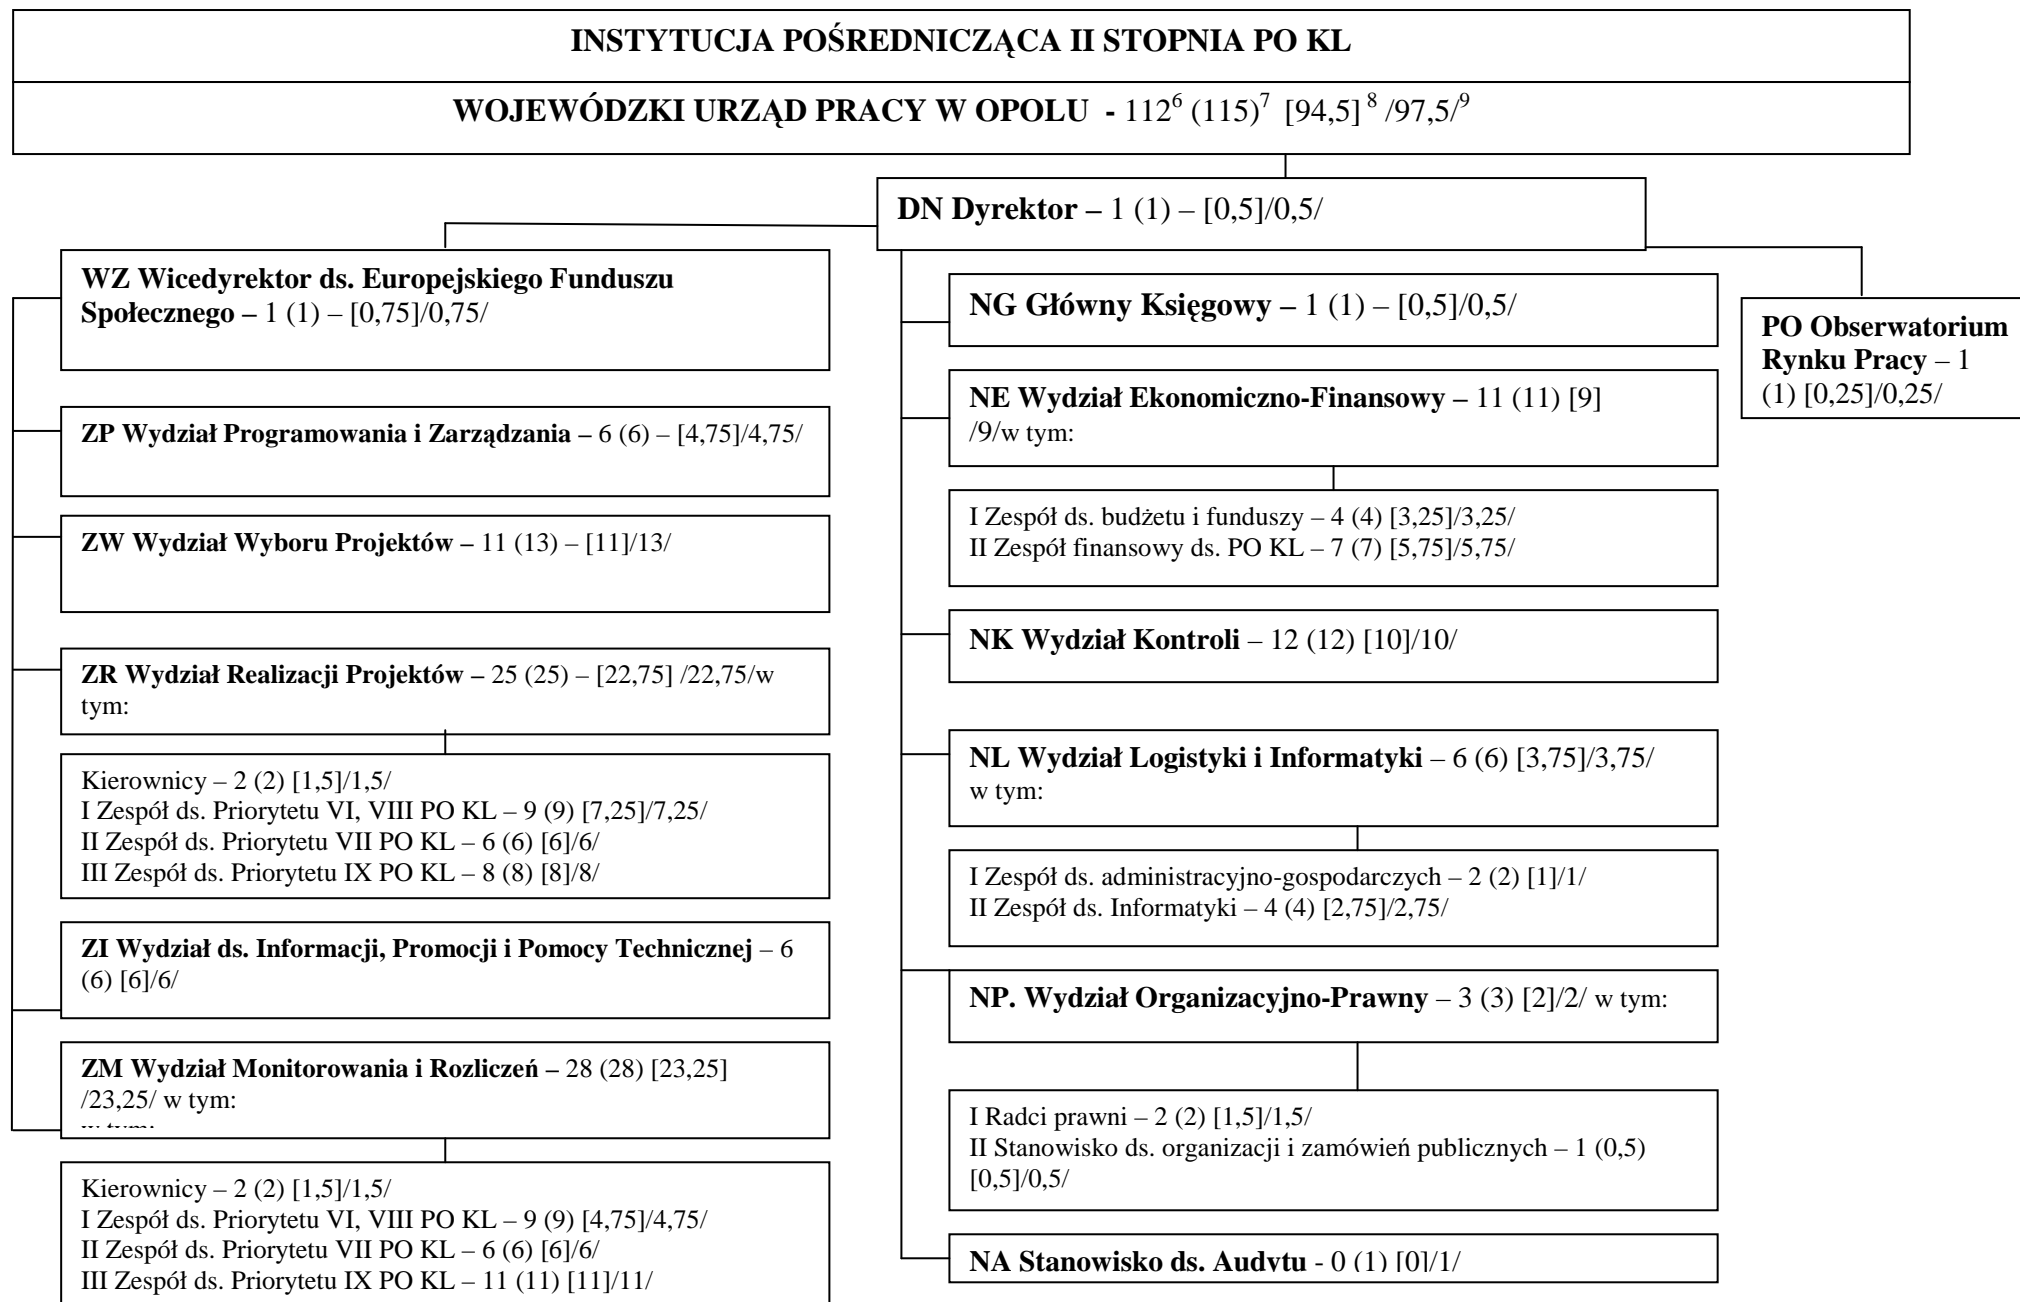 INSTYTUCJA POŚREDNICZĄCA II STOPNIA PO KL
WOJEWÓDZKI URZĄD PRACY W OPOLU - 112⁶ (115)⁷ [94,5]⁸ /97,5/⁹
DN Dyrektor – 1 (1) – [0,5]/0,5/
WZ Wicedyrektor ds. Europejskiego Funduszu
Społecznego – 1 (1) – [0,75]/0,75/
ZP Wydział Programowania i Zarządzania – 6 (6) – [4,75]/4,75/
ZW Wydział Wyboru Projektów – 11 (13) – [11]/13/
ZR Wydział Realizacji Projektów – 25 (25) – [22,75] /22,75/w
tym:
Kierownicy – 2 (2) [1,5]/1,5/
I Zespół ds. Priorytetu VI, VIII PO KL – 9 (9) [7,25]/7,25/
II Zespół ds. Priorytetu VII PO KL – 6 (6) [6]/6/
III Zespół ds. Priorytetu IX PO KL – 8 (8) [8]/8/
ZI Wydział ds. Informacji, Promocji i Pomocy Technicznej – 6
(6) [6]/6/
ZM Wydział Monitorowania i Rozliczeń – 28 (28) [23,25]
/23,25/ w tym:
w tym:
Kierownicy – 2 (2) [1,5]/1,5/
I Zespół ds. Priorytetu VI, VIII PO KL – 9 (9) [4,75]/4,75/
II Zespół ds. Priorytetu VII PO KL – 6 (6) [6]/6/
III Zespół ds. Priorytetu IX PO KL – 11 (11) [11]/11/
NG Główny Księgowy – 1 (1) – [0,5]/0,5/
NE Wydział Ekonomiczno-Finansowy – 11 (11) [9]
/9/w tym:
I Zespół ds. budżetu i funduszy – 4 (4) [3,25]/3,25/
II Zespół finansowy ds. PO KL – 7 (7) [5,75]/5,75/
NK Wydział Kontroli – 12 (12) [10]/10/
NL Wydział Logistyki i Informatyki – 6 (6) [3,75]/3,75/
w tym:
I Zespół ds. administracyjno-gospodarczych – 2 (2) [1]/1/
II Zespół ds. Informatyki – 4 (4) [2,75]/2,75/
NP. Wydział Organizacyjno-Prawny – 3 (3) [2]/2/ w tym:
I Radci prawni – 2 (2) [1,5]/1,5/
II Stanowisko ds. organizacji i zamówień publicznych – 1 (0,5)
[0,5]/0,5/
NA Stanowisko ds. Audytu - 0 (1) [0]/1/
PO Obserwatorium
Rynku Pracy – 1
(1) [0,25]/0,25/